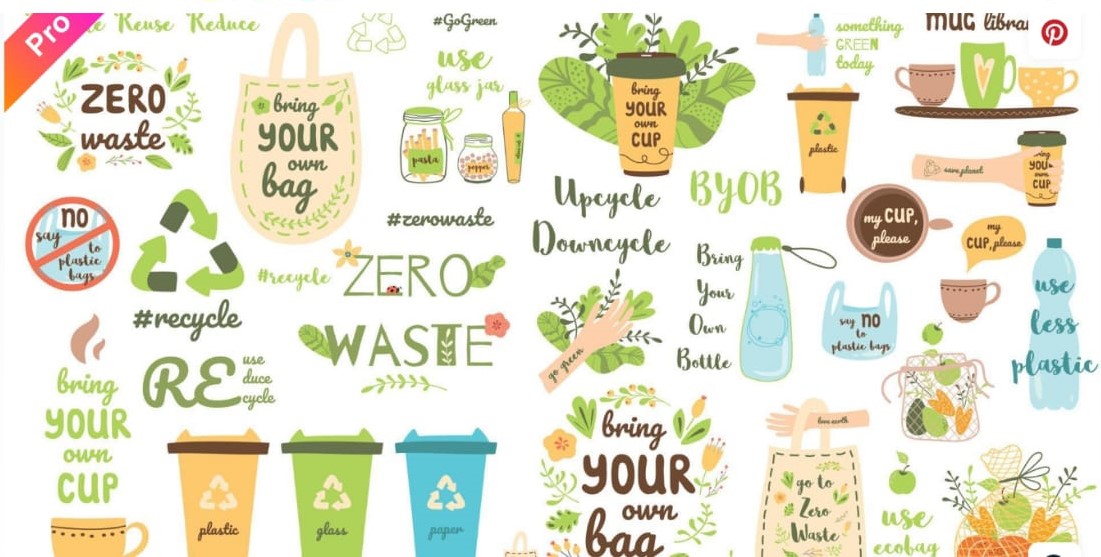 Pro
Reuse Reduce
#GoGreen
ZERO
waste
bring
YOUR
own
bag
use
glass jar
pasta
pepper
#zerowaste
no
say
to
plastic
bags
#recycle
#recycle
ZERO
WASTE
RE
use
duce
cycle
bring
YOUR
own
CUP
plastic
glass
paper
bring
YOUR
own
CUP
something
GREEN
today
mug
plastic
save planet
YOU
own
CUP
Upcycle
Downcycle
BYOB
my CUP,
please
my
CUP, please
Bring
Your
Own
Bottle
say NO
to
plastic bags
use
less
plastic
go green
bring
YOUR
own
bag
love earth
go to
Zero
Waste
use
ecobag